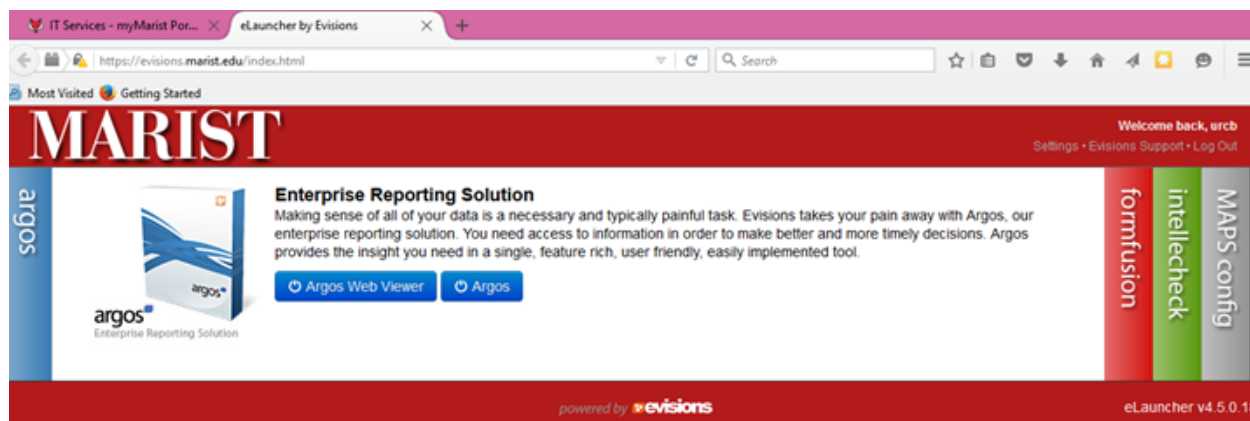 IT Services - myMarist Por...
eLauncher by Evisions
https://evisions.marist.edu/index.html
Search
Most Visited
Getting Started
MARIST
Welcome back, urcb
Settings • Evisions Support • Log Out
argos
argos
argos
Enterprise Reporting Solution
Enterprise Reporting Solution
Making sense of all of your data is a necessary and typically painful task. Evisions takes your pain away with Argos, our
enterprise reporting solution. You need access to information in order to make better and more timely decisions. Argos
provides the insight you need in a single, feature rich, user friendly, easily implemented tool.
Argos Web Viewer
Argos
formfusion
intellecheck
MAPS config
powered by evisions
eLauncher v4.5.0.1